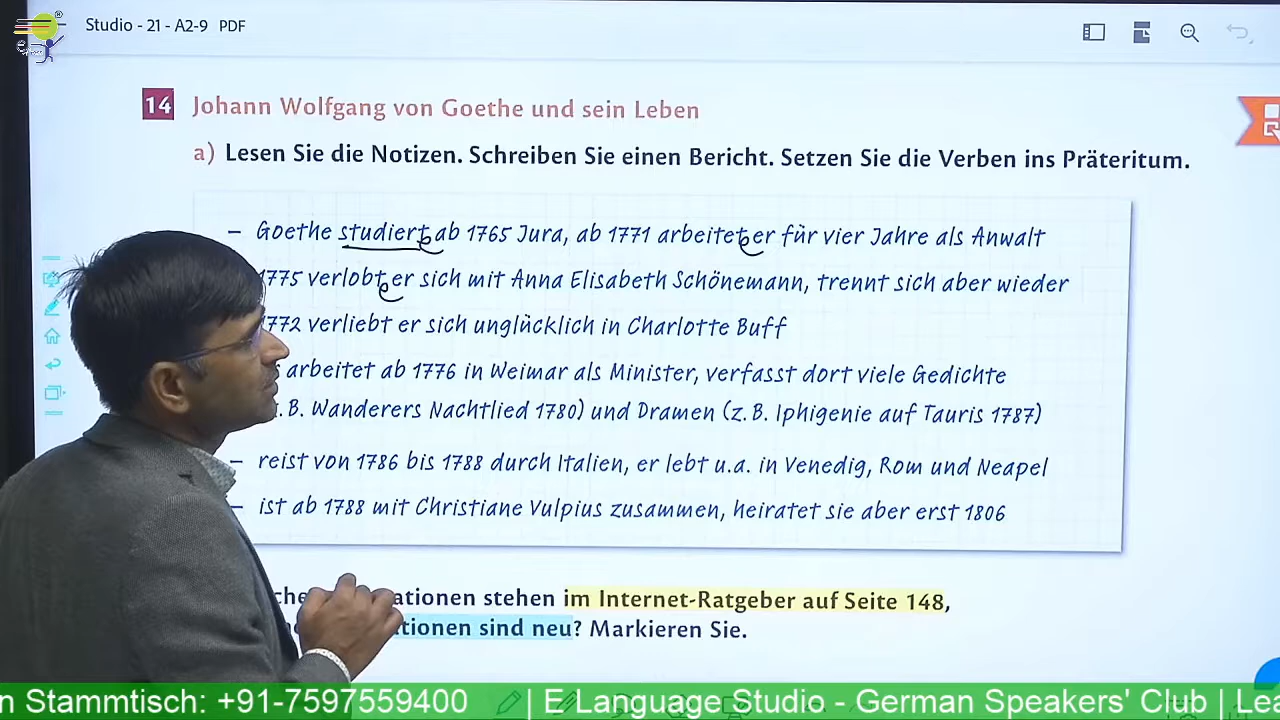 Studio - 21 - A2-9 PDF
14 Johann Wolfgang von Goethe und sein Leben
a) Lesen Sie die Notizen. Schreiben Sie einen Bericht. Setzen Sie die Verben ins Präteritum.
– Goethe studierte ab 1765 Jura, ab 1771 arbeitete er für vier Jahre als Anwalt
1775 verlobte er sich mit Anna Elisabeth Schönemann, trennt sich aber wieder
1772 verliebt er sich unglücklich in Charlotte Buff
arbeitet ab 1776 in Weimar als Minister, verfasst dort viele Gedichte
. B. Wanderers Nachtlied 1780) und Dramen (z. B. Iphigenie auf Tauris 1787)
– reist von 1786 bis 1788 durch Italien, er lebt u.a. in Venedig, Rom und Neapel
– ist ab 1788 mit Christiane Vulpius zusammen, heiratet sie aber erst 1806
ationen stehen im Internet-Ratgeber auf Seite 148,
tionen sind neu? Markieren Sie.
n Stammtisch: +91-7597559400 | E Language Studio - German Speakers' Club | Lea